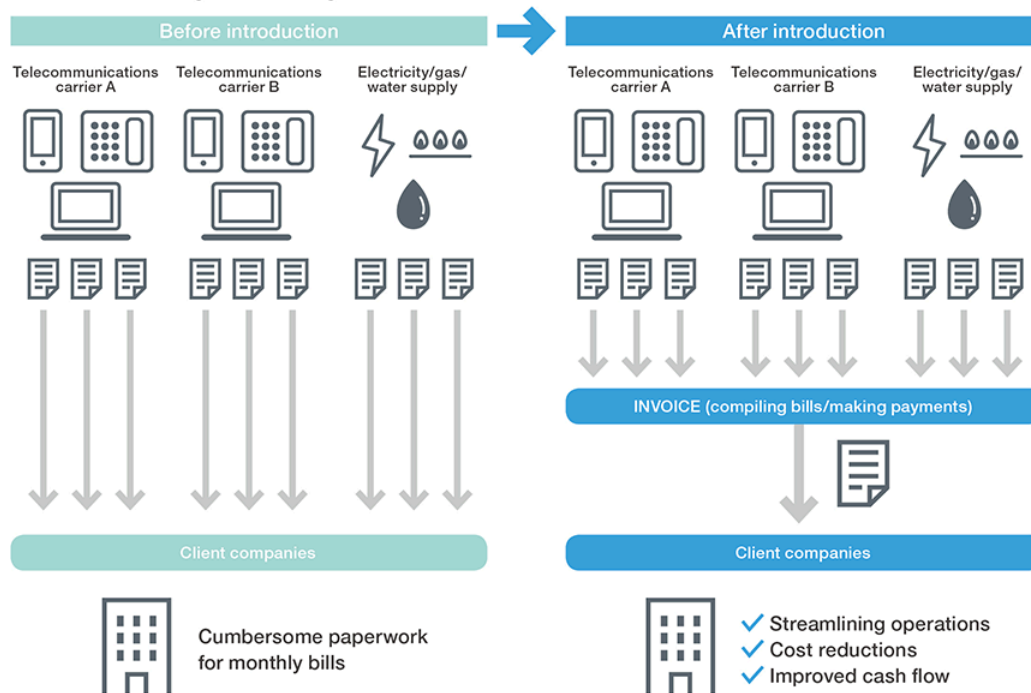 Before introduction
After introduction
Telecommunications
carrier A
Telecommunications
carrier B
Electricity/gas/
water supply
Telecommunications
carrier A
Telecommunications
carrier B
Electricity/gas/
water supply
INVOICE (compiling bills/making payments)
Client companies
Client companies
Cumbersome paperwork
for monthly bills
Streamlining operations
Cost reductions
Improved cash flow